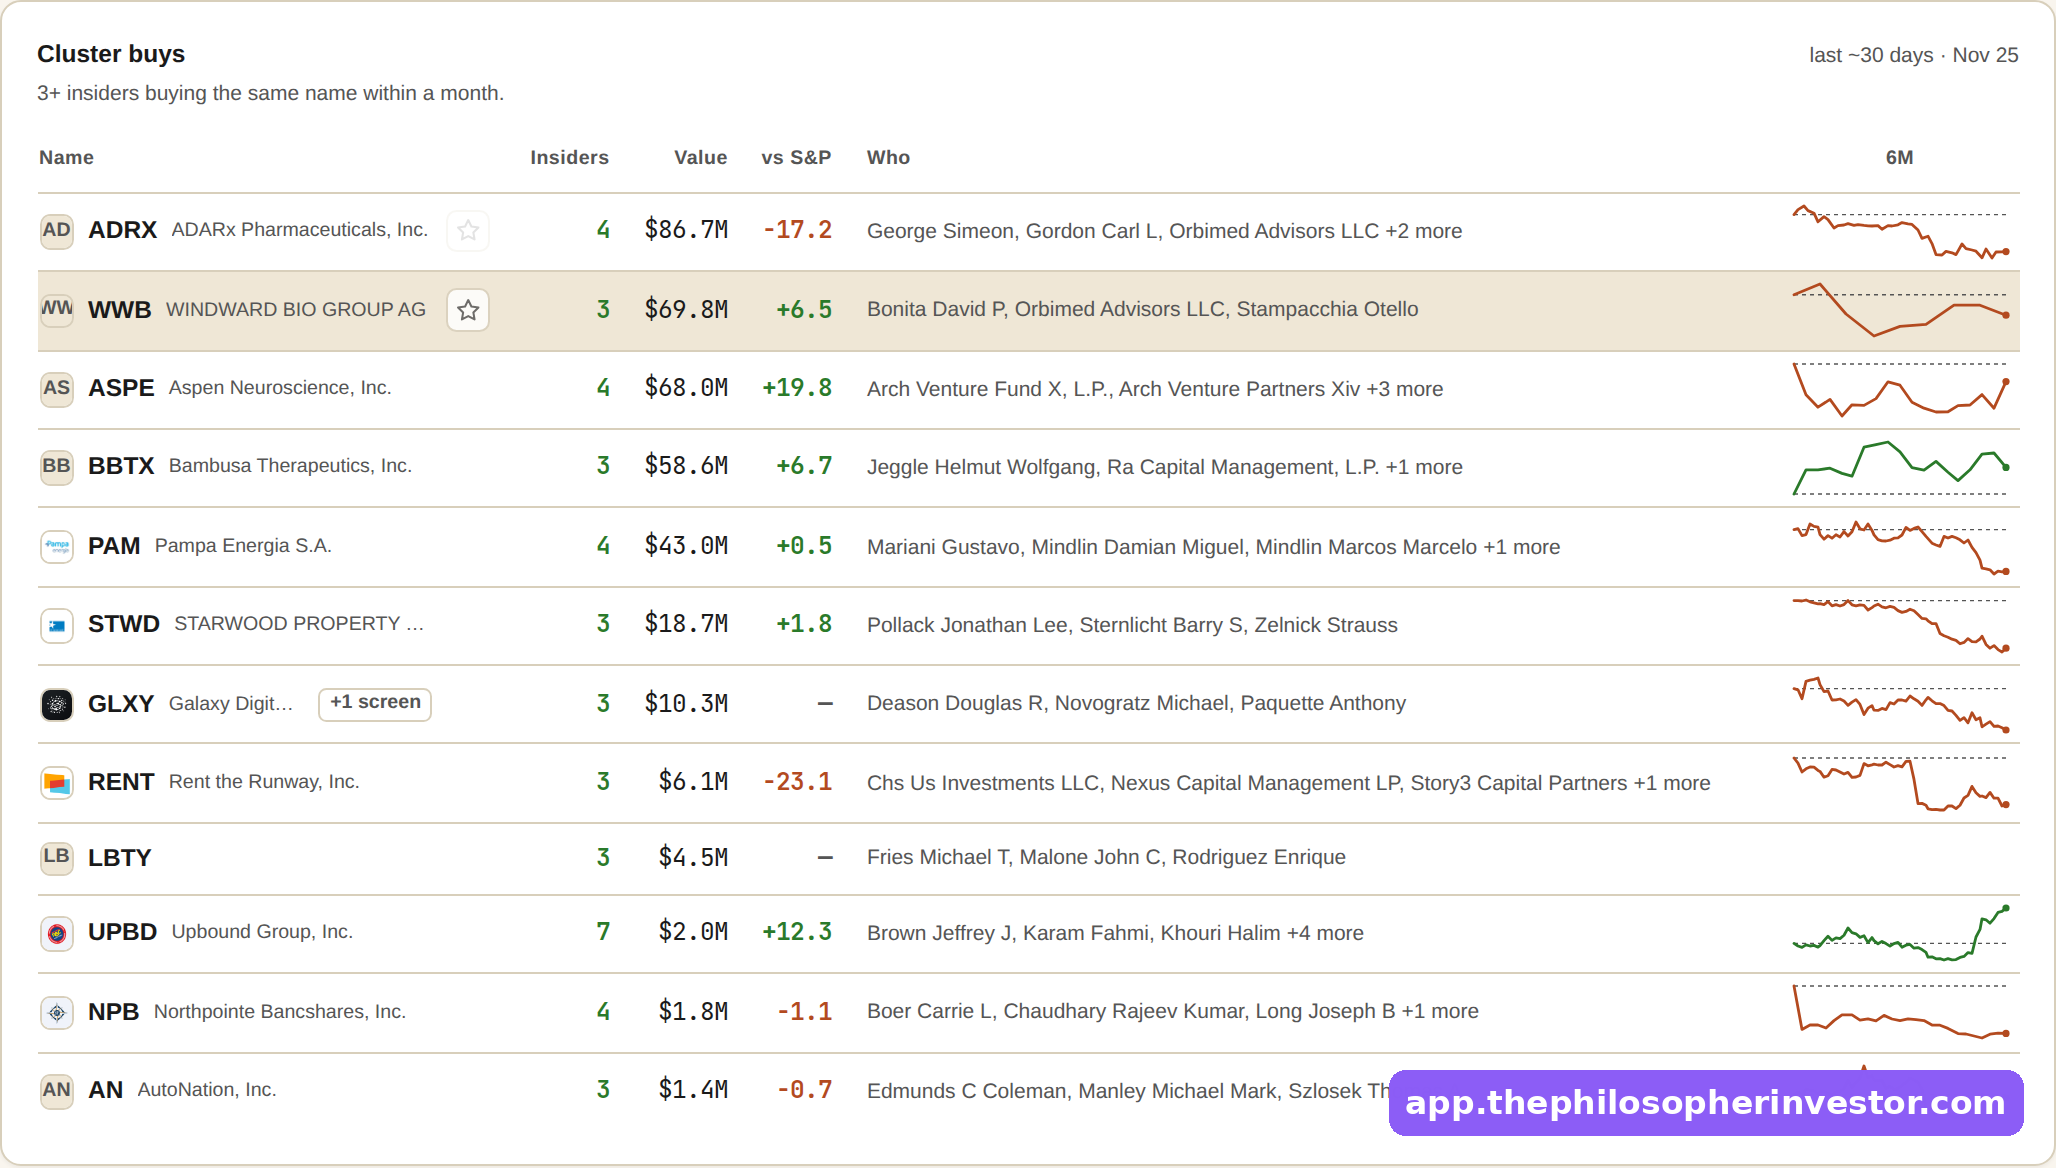 Cluster buys
last ~30 days · Nov 25
3+ insiders buying the same name within a month.
Name Insiders Value vs S&P Who 6M
AD ADRX ADARx Pharmaceuticals, Inc. 4 $86.7M -17.2 George Simeon, Gordon Carl L, Orbimed Advisors LLC +2 more
WW WWB WINDWARD BIO GROUP AG 3 $69.8M +6.5 Bonita David P, Orbimed Advisors LLC, Stampacchia Otello
AS ASPE Aspen Neuroscience, Inc. 4 $68.0M +19.8 Arch Venture Fund X, L.P., Arch Venture Partners Xiv +3 more
BB BBTX Bambusa Therapeutics, Inc. 3 $58.6M +6.7 Jeggle Helmut Wolfgang, Ra Capital Management, L.P. +1 more
Pampa energía PAM Pampa Energia S.A. 4 $43.0M +0.5 Mariani Gustavo, Mindlin Damian Miguel, Mindlin Marcos Marcelo +1 more
STWD STARWOOD PROPERTY … 3 $18.7M +1.8 Pollack Jonathan Lee, Sternlicht Barry S, Zelnick Strauss
GLXY Galaxy Digit… +1 screen 3 $10.3M — Deason Douglas R, Novogratz Michael, Paquette Anthony
RENT Rent the Runway, Inc. 3 $6.1M -23.1 Chs Us Investments LLC, Nexus Capital Management LP, Story3 Capital Partners +1 more
LB LBTY 3 $4.5M — Fries Michael T, Malone John C, Rodriguez Enrique
UPBD Upbound Group, Inc. 7 $2.0M +12.3 Brown Jeffrey J, Karam Fahmi, Khouri Halim +4 more
NPB Northpointe Bancshares, Inc. 4 $1.8M -1.1 Boer Carrie L, Chaudhary Rajeev Kumar, Long Joseph B +1 more
AN AN AutoNation, Inc. 3 $1.4M -0.7 Edmunds C Coleman, Manley Michael Mark, Szlosek Th
app.thephilosopherinvestor.com